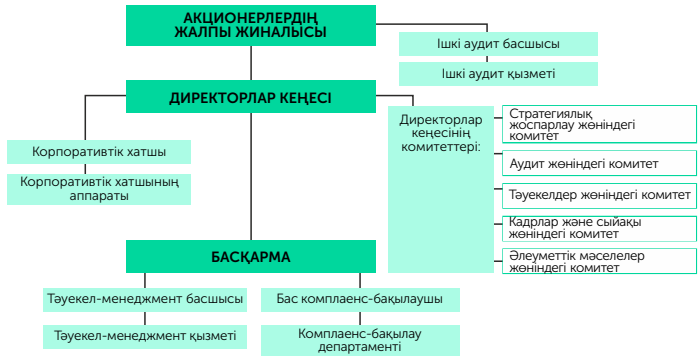 АКЦИОНЕРЛЕРДІҢ
ЖАЛПЫ ЖИНАЛЫСЫ
Ішкі аудит басшысы
Ішкі аудит қызметі
ДИРЕКТОРЛАР КЕҢЕСІ
Корпоративтік хатшы
Корпоративтік хатшының
аппараты
Директорлар
кеңесінің
комитеттері:
Стратегиялық
жоспарлау жөніндегі
комитет
Аудит жөніндегі комитет
Тәуекелдер жөніндегі комитет
Кадрлар және сыйақы
жөніндегі комитет
Әлеуметтік мәселелер
жөніндегі комитет
БАСҚАРМА
Тәуекел-менеджмент басшысы
Тәуекел-менеджмент қызметі
Бас комплаенс-бақылаушы
Комплаенс-бақылау
департаменті